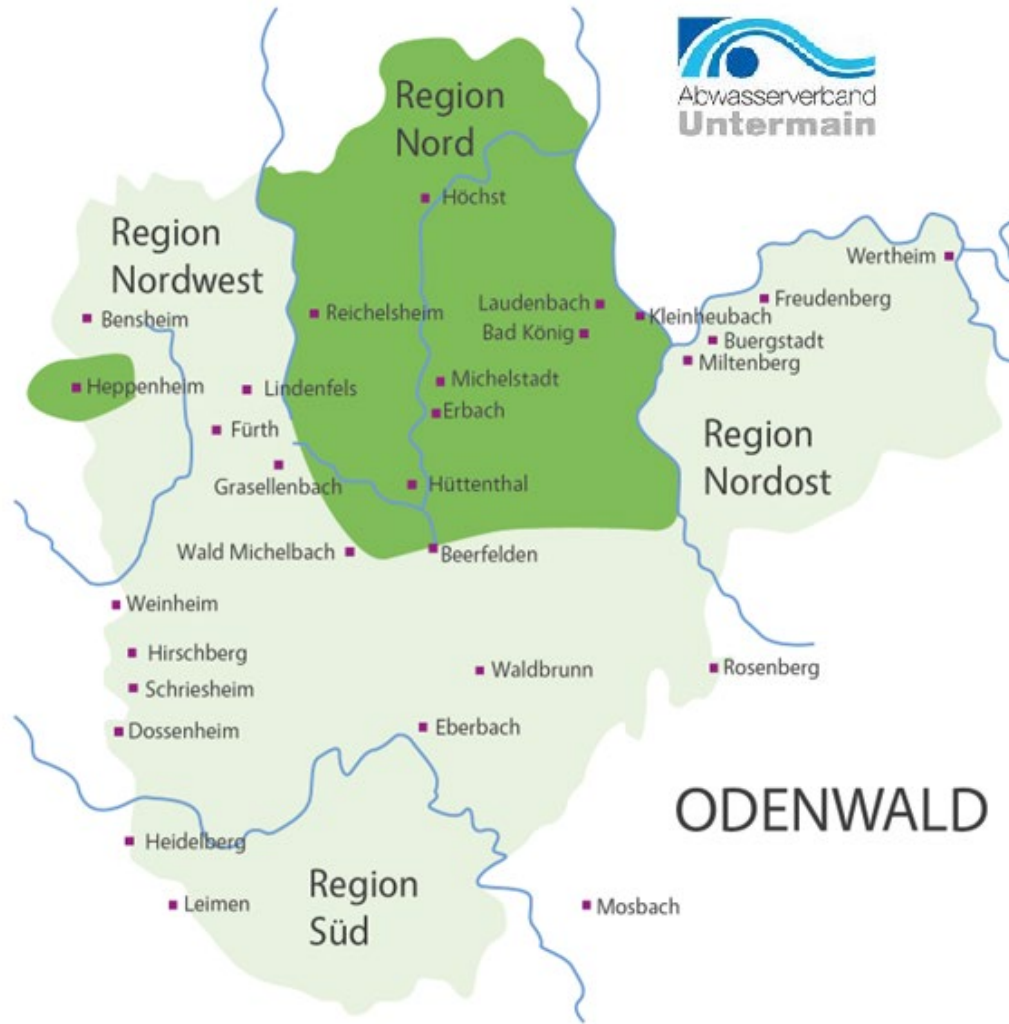 Abwasserverband
Untermain
Region
Nord
Höchst
Region
Nordwest
Wertheim
Freudenberg
Laudenbach
Kleinheubach
Bensheim
Reichelsheim
Bad König
Buergstadt
Miltenberg
Heppenheim
Lindenfels
Michelstadt
Erbach
Fürth
Region
Nordost
Grasellenbach
Hüttenthal
Wald Michelbach
Beerfelden
Weinheim
Hirschberg
Waldbrunn
Rosenberg
Schriesheim
Dossenheim
Eberbach
ODENWALD
Heidelberg
Region
Süd
Leimen
Mosbach